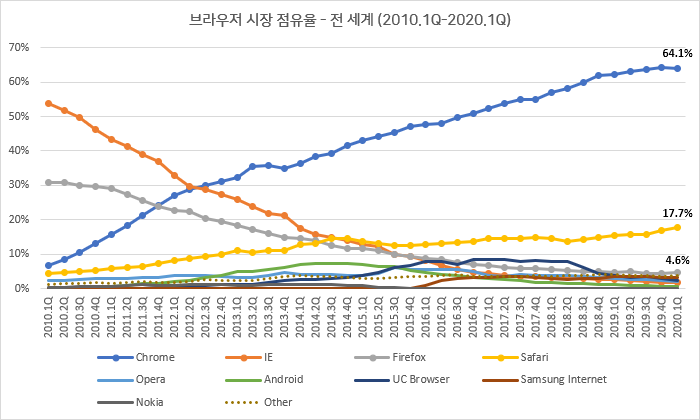 브라우저 시장 점유율 - 전 세계 (2010.1Q-2020.1Q)
70%
64.1%
60%
50%
40%
30%
20%
17.7%
10%
4.6%
0%
2010.1Q 2010.2Q 2010.3Q 2010.4Q 2011.1Q 2011.2Q 2011.3Q 2011.4Q 2012.1Q 2012.2Q 2012.3Q 2012.4Q 2013.1Q 2013.2Q 2013.3Q 2013.4Q 2014.1Q 2014.2Q 2014.3Q 2014.4Q 2015.1Q 2015.2Q 2015.3Q 2015.4Q 2016.1Q 2016.2Q 2016.3Q 2016.4Q 2017.1Q 2017.2Q 2017.3Q 2017.4Q 2018.1Q 2018.2Q 2018.3Q 2018.4Q 2019.1Q 2019.2Q 2019.3Q 2019.4Q 2020.1Q
Chrome IE Firefox Safari
Opera Android UC Browser Samsung Internet
Nokia Other